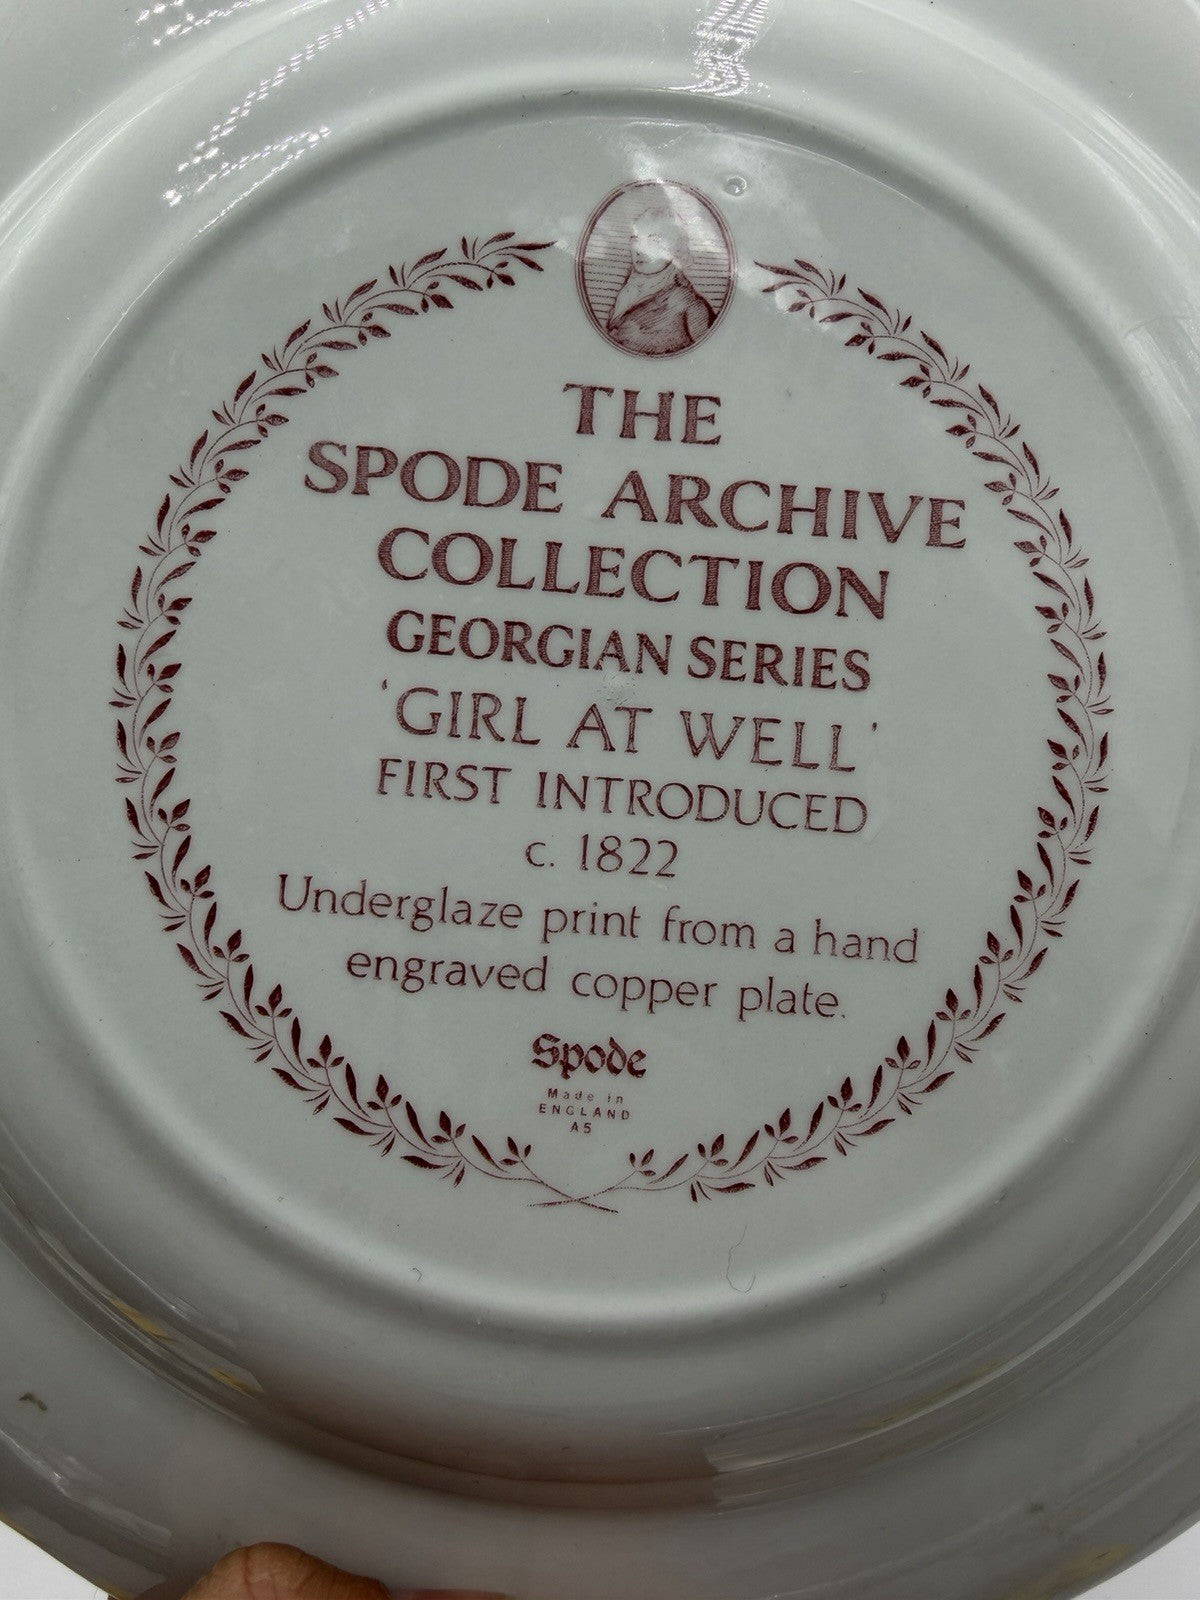 THE
SPODE ARCHIVE
COLLECTION
GEORGIAN SERIES
'GIRL AT WELL'
FIRST INTRODUCED
c. 1822
Underglaze print from a hand
engraved copper plate.
Spode
Made in
ENGLAND
A5